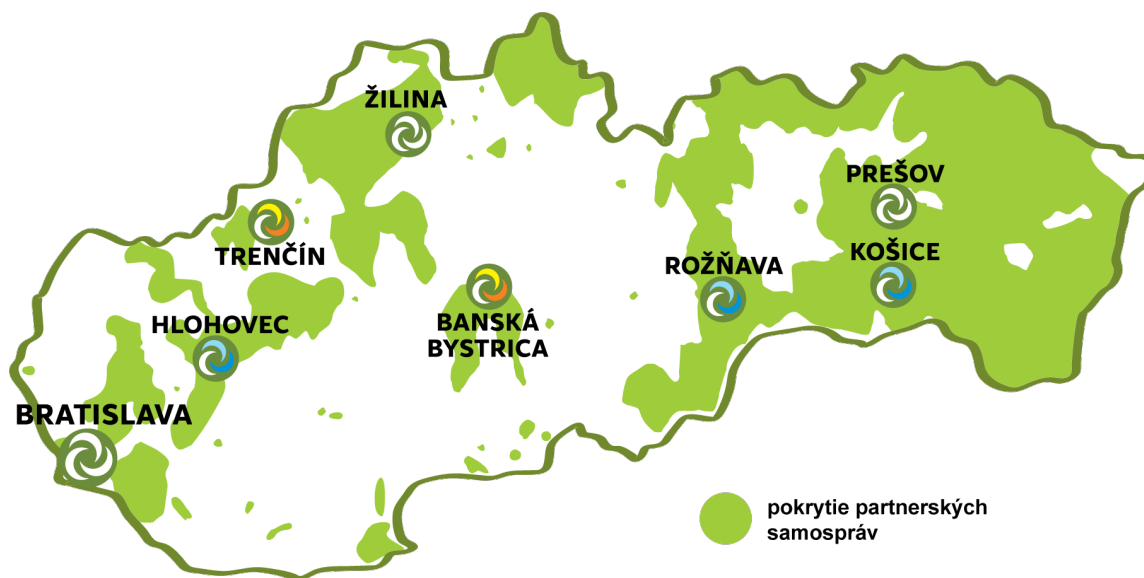 ŽILINA
PREŠOV
TRENČÍN
ROŽŇAVA
KOŠICE
HLOHOVEC
BANSKÁ
BYSTRICA
BRATISLAVA
pokrytie partnerských
samospráv